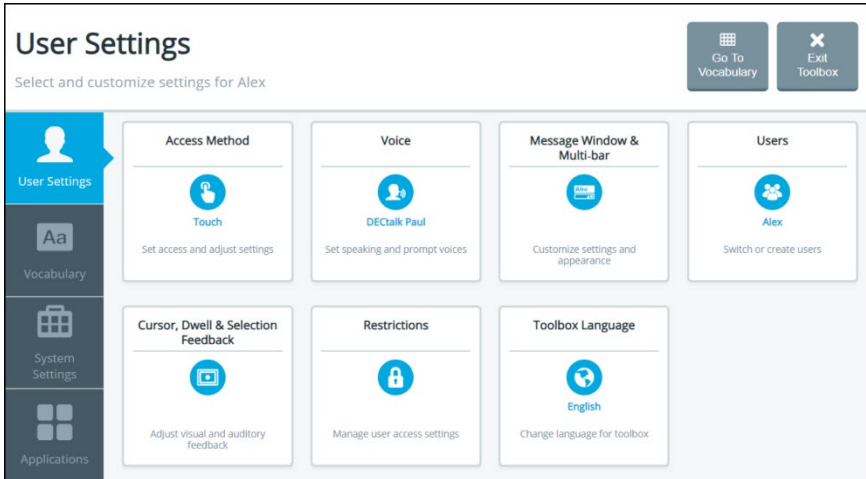 User Settings
Select and customize settings for Alex
Go To
Vocabulary
Exit
Toolbox
User Settings
Aa
Vocabulary
System
Settings
Applications
Access Method
Touch
Set access and adjust settings
Voice
DECtalk Paul
Set speaking and prompt voices
Message Window &
Multi-bar
Abc
Customize settings and
appearance
Users
Alex
Switch or create users
Cursor, Dwell & Selection
Feedback
Adjust visual and auditory
feedback
Restrictions
Manage user access settings
Toolbox Language
English
Change language for toolbox